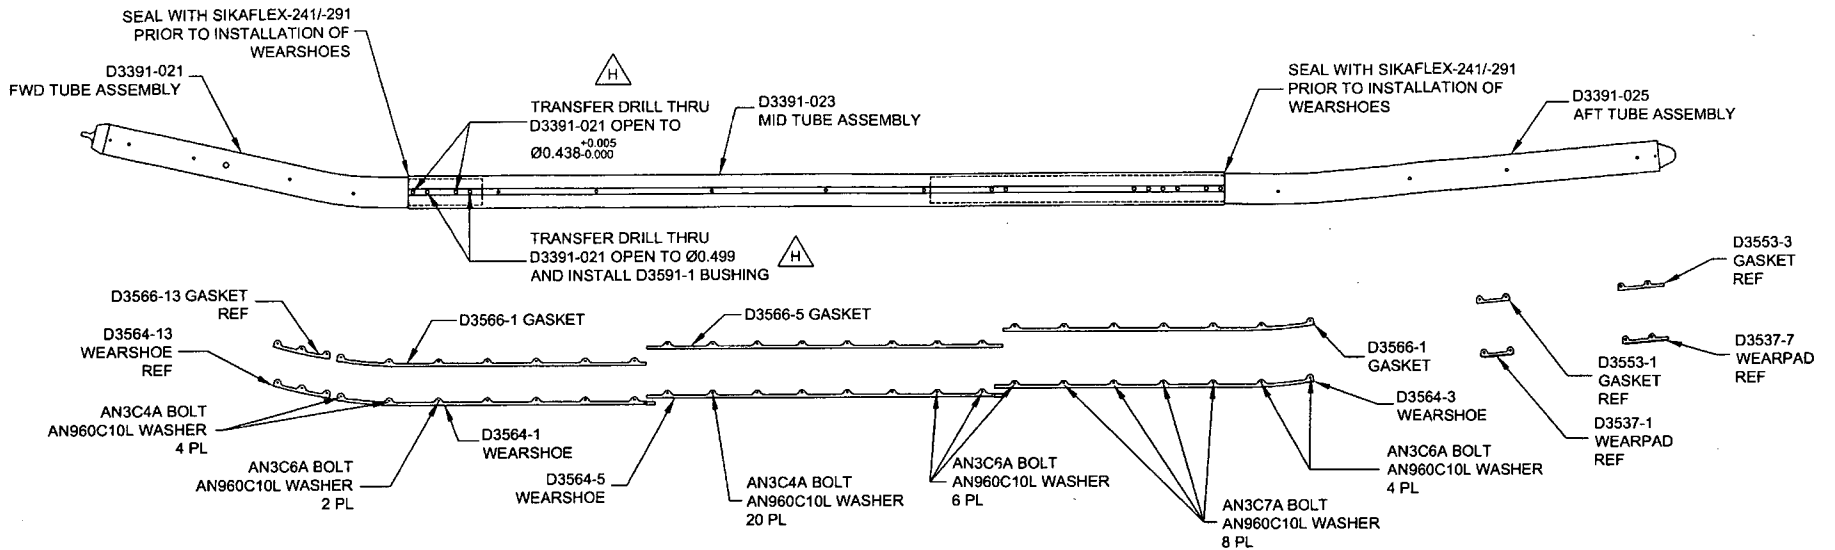 SEAL WITH SIKAFLEX-241/-291
PRIOR TO INSTALLATION OF
WEARSHOES
D3391-021
FWD TUBE ASSEMBLY
H
TRANSFER DRILL THRU
D3391-021 OPEN TO
Ø0.438+0.005
-0.000
D3391-023
MID TUBE ASSEMBLY
SEAL WITH SIKAFLEX-241/-291
PRIOR TO INSTALLATION OF
WEARSHOES
D3391-025
AFT TUBE ASSEMBLY
TRANSFER DRILL THRU
D3391-021 OPEN TO Ø0.499
AND INSTALL D3591-1 BUSHING
H
D3553-3
GASKET
REF
D3566-13 GASKET
REF
D3566-1 GASKET
D3566-5 GASKET
D3564-13
WEARSHOE
REF
D3566-1
GASKET
D3553-1
GASKET
REF
D3537-7
WEARPAD
REF
AN3C4A BOLT
AN960C10L WASHER
4 PL
D3564-1
WEARSHOE
D3564-3
WEARSHOE
D3537-1
WEARPAD
REF
AN3C6A BOLT
AN960C10L WASHER
2 PL
D3564-5
WEARSHOE
AN3C4A BOLT
AN960C10L WASHER
20 PL
AN3C6A BOLT
AN960C10L WASHER
6 PL
AN3C7A BOLT
AN960C10L WASHER
8 PL
AN3C6A BOLT
AN960C10L WASHER
4 PL